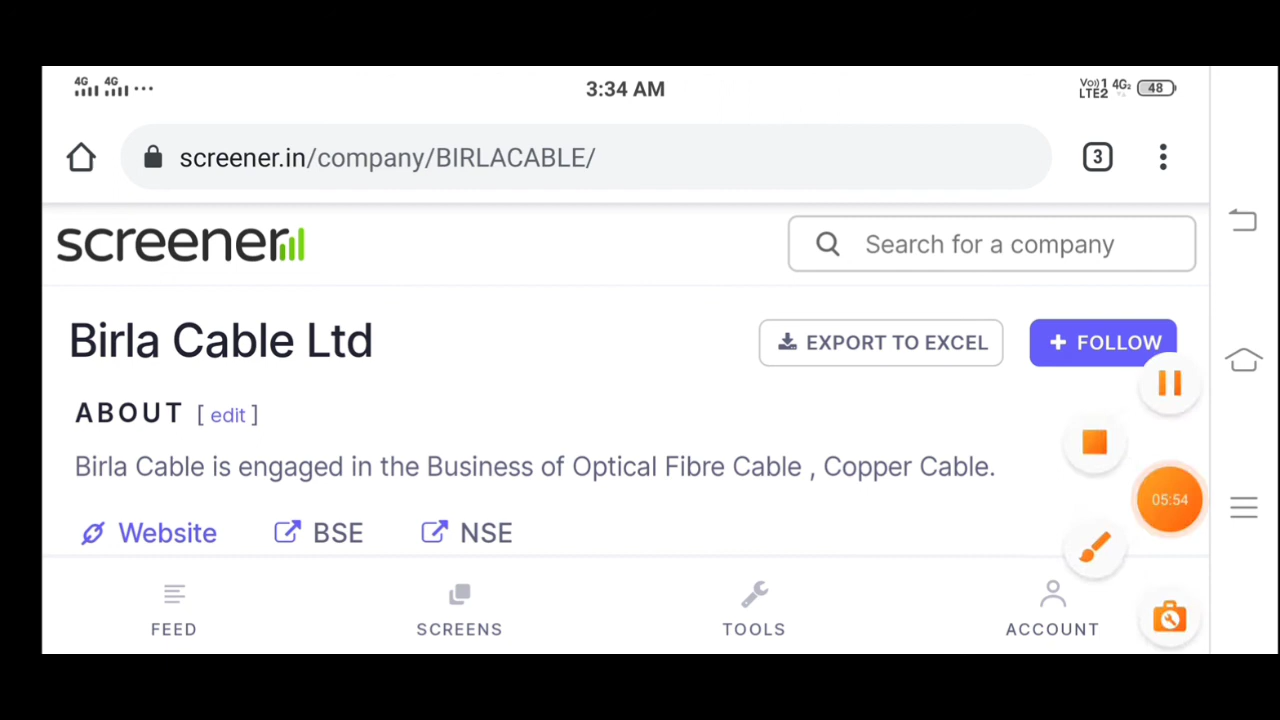 4G 4G ... 3:34 AM Vo)) 1 LTE2 4G2 48
screener.in/company/BIRLACABLE/ 3
screener Search for a company
Birla Cable Ltd EXPORT TO EXCEL + FOLLOW
ABOUT [ edit ]
Birla Cable is engaged in the Business of Optical Fibre Cable , Copper Cable.
05:54
Website BSE NSE
FEED SCREENS TOOLS ACCOUNT